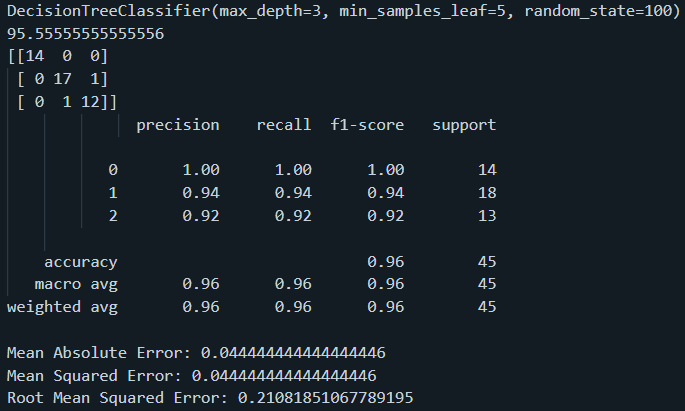 DecisionTreeClassifier(max_depth=3, min_samples_leaf=5, random_state=100)
95.55555555555556
[[14  0  0]
 [ 0 17  1]
 [ 0  1 12]]
              precision    recall  f1-score   support

           0       1.00      1.00      1.00        14
           1       0.94      0.94      0.94        18
           2       0.92      0.92      0.92        13

    accuracy                           0.96        45
   macro avg       0.96      0.96      0.96        45
weighted avg       0.96      0.96      0.96        45

Mean Absolute Error: 0.044444444444444446
Mean Squared Error: 0.044444444444444446
Root Mean Squared Error: 0.21081851067789195